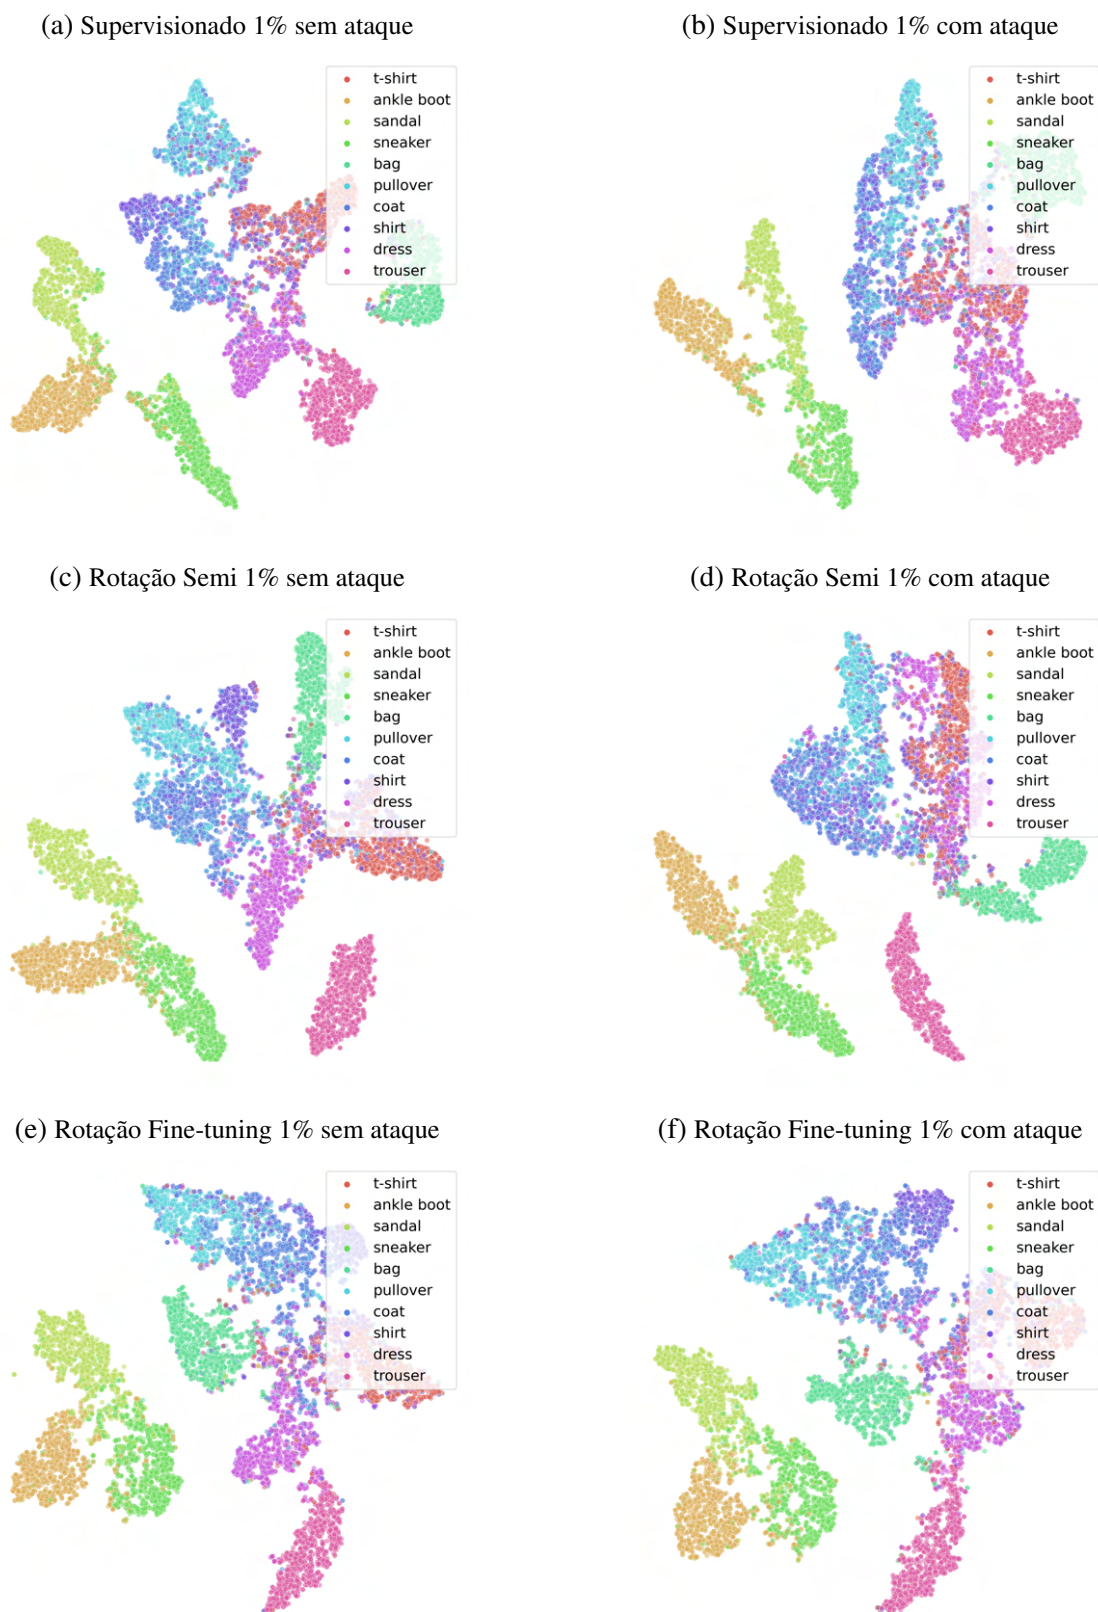 (a) Supervisionado 1% sem ataque
t-shirt
ankle boot
sandal
sneaker
bag
pullover
coat
shirt
dress
trouser
(b) Supervisionado 1% com ataque
t-shirt
ankle boot
sandal
sneaker
bag
pullover
coat
shirt
dress
trouser
(c) Rotação Semi 1% sem ataque
t-shirt
ankle boot
sandal
sneaker
bag
pullover
coat
shirt
dress
trouser
(d) Rotação Semi 1% com ataque
t-shirt
ankle boot
sandal
sneaker
bag
pullover
coat
shirt
dress
trouser
(e) Rotação Fine-tuning 1% sem ataque
t-shirt
ankle boot
sandal
sneaker
bag
pullover
coat
shirt
dress
trouser
(f) Rotação Fine-tuning 1% com ataque
t-shirt
ankle boot
sandal
sneaker
bag
pullover
coat
shirt
dress
trouser